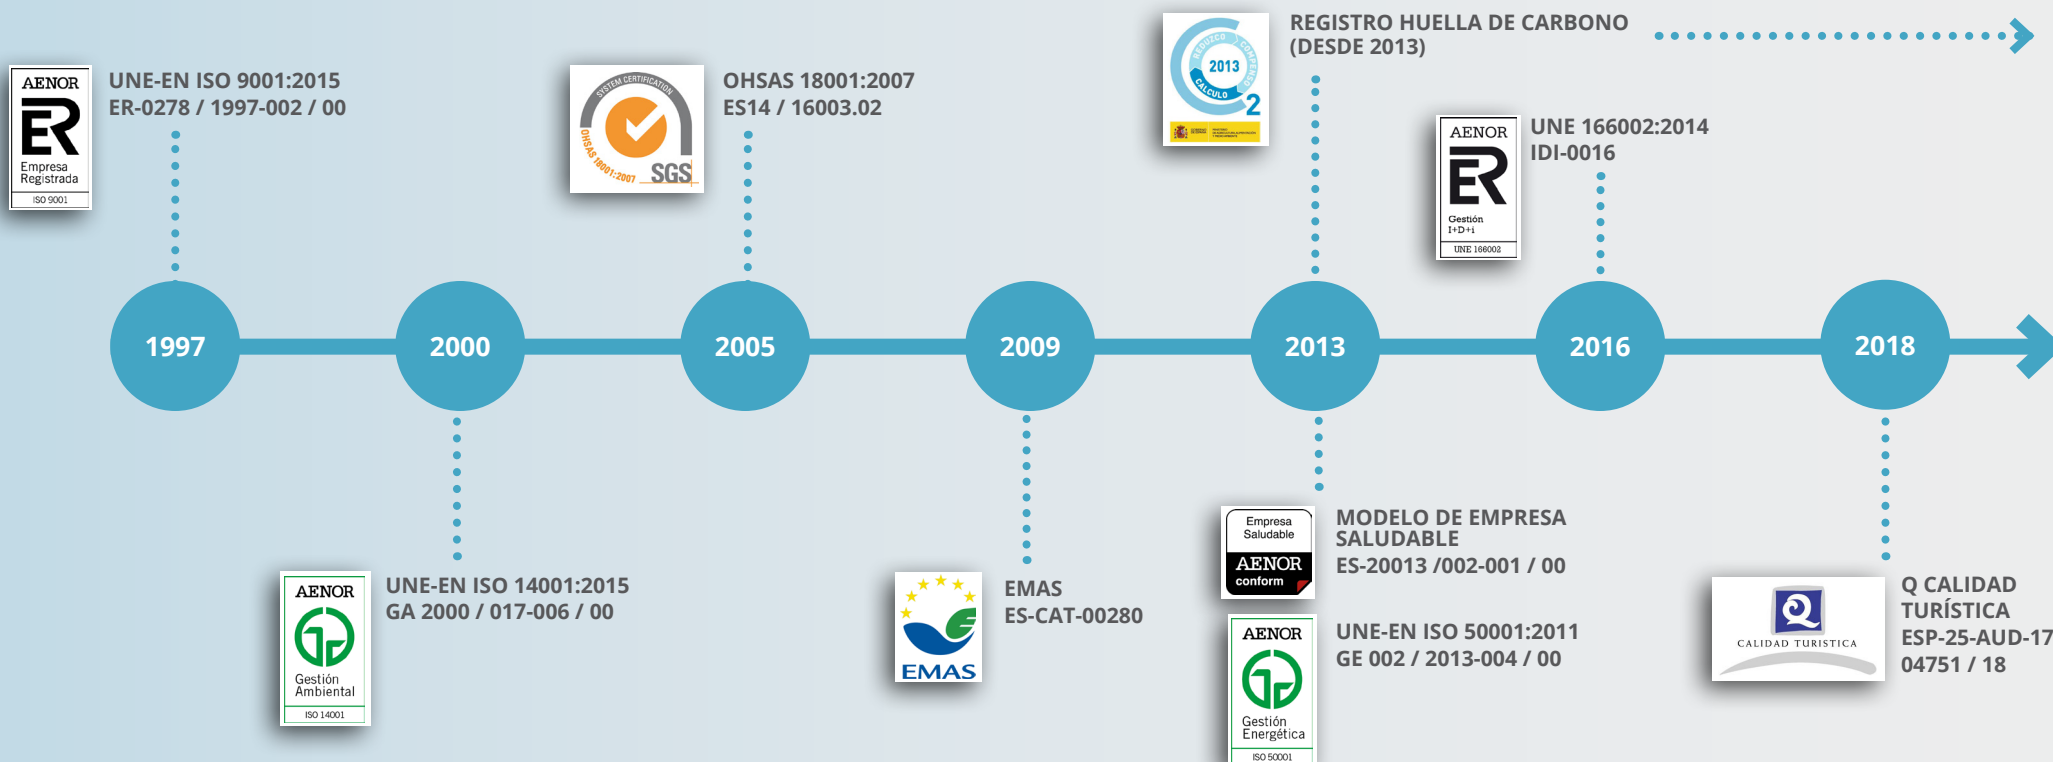 AENOR
ER
Empresa
Registrada
ISO 9001
UNE-EN ISO 9001:2015
ER-0278 / 1997-002 / 00
SYSTEM CERTIFICATION
OHSAS 18001:2007
SGS
OHSAS 18001:2007
ES14 / 16003.02
REDUZCO
COMPENSO
CALCULO
2013
2
REGISTRO HUELLA DE CARBONO
(DESDE 2013)
AENOR
ER
Gestión
I+D+i
UNE 166002
UNE 166002:2014
IDI-0016
1997
2000
2005
2009
2013
2016
2018
AENOR
Gestión
Ambiental
ISO 14001
UNE-EN ISO 14001:2015
GA 2000 / 017-006 / 00
EMAS
EMAS
ES-CAT-00280
Empresa
Saludable
AENOR
conform
MODELO DE EMPRESA
SALUDABLE
ES-20013 /002-001 / 00
AENOR
Gestión
Energética
ISO 50001
UNE-EN ISO 50001:2011
GE 002 / 2013-004 / 00
Q
CALIDAD TURISTICA
Q CALIDAD
TURÍSTICA
ESP-25-AUD-17
04751 / 18